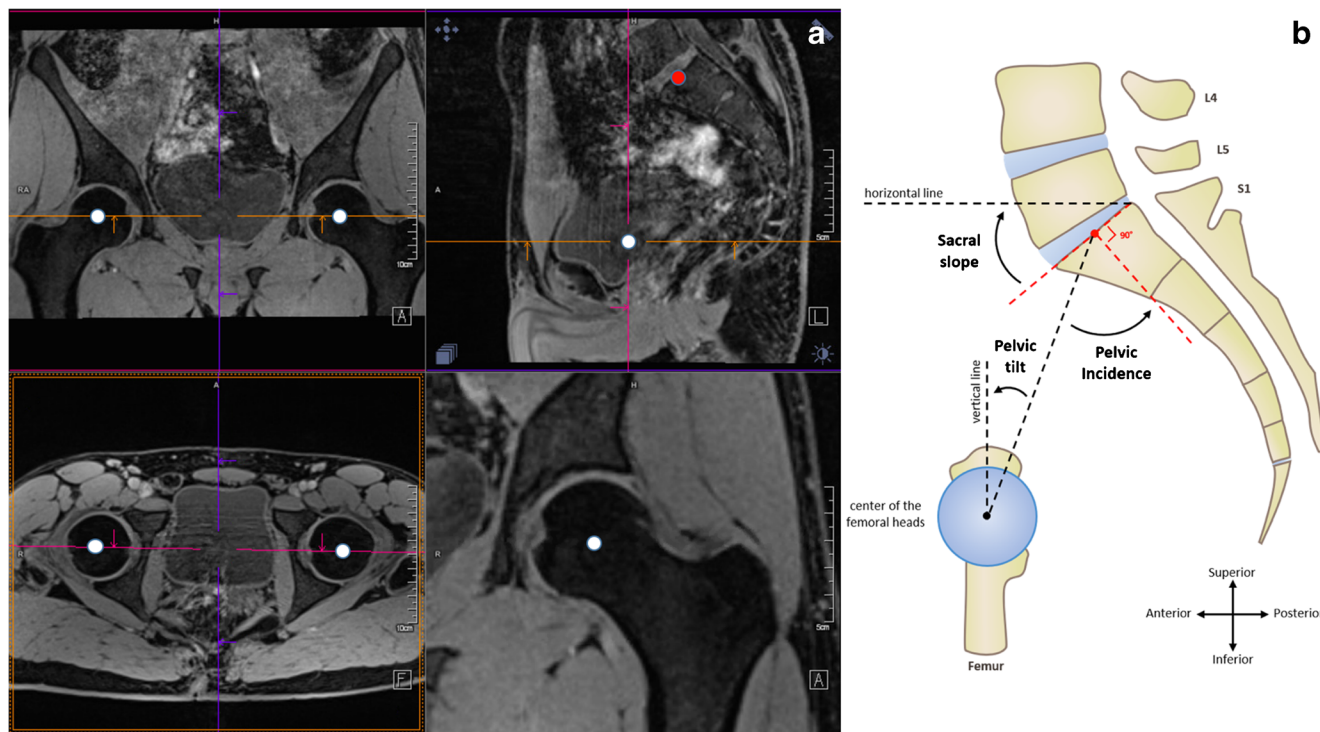 a
H
RA
10cm
A
H
A
5cm
L
A
R
10cm
F
H
R
5cm
A
b
L4
L5
S1
horizontal line
Sacral
slope
90°
Pelvic
tilt
Pelvic
Incidence
vertical line
center of the
femoral heads
Femur
Superior
Anterior
Posterior
Inferior